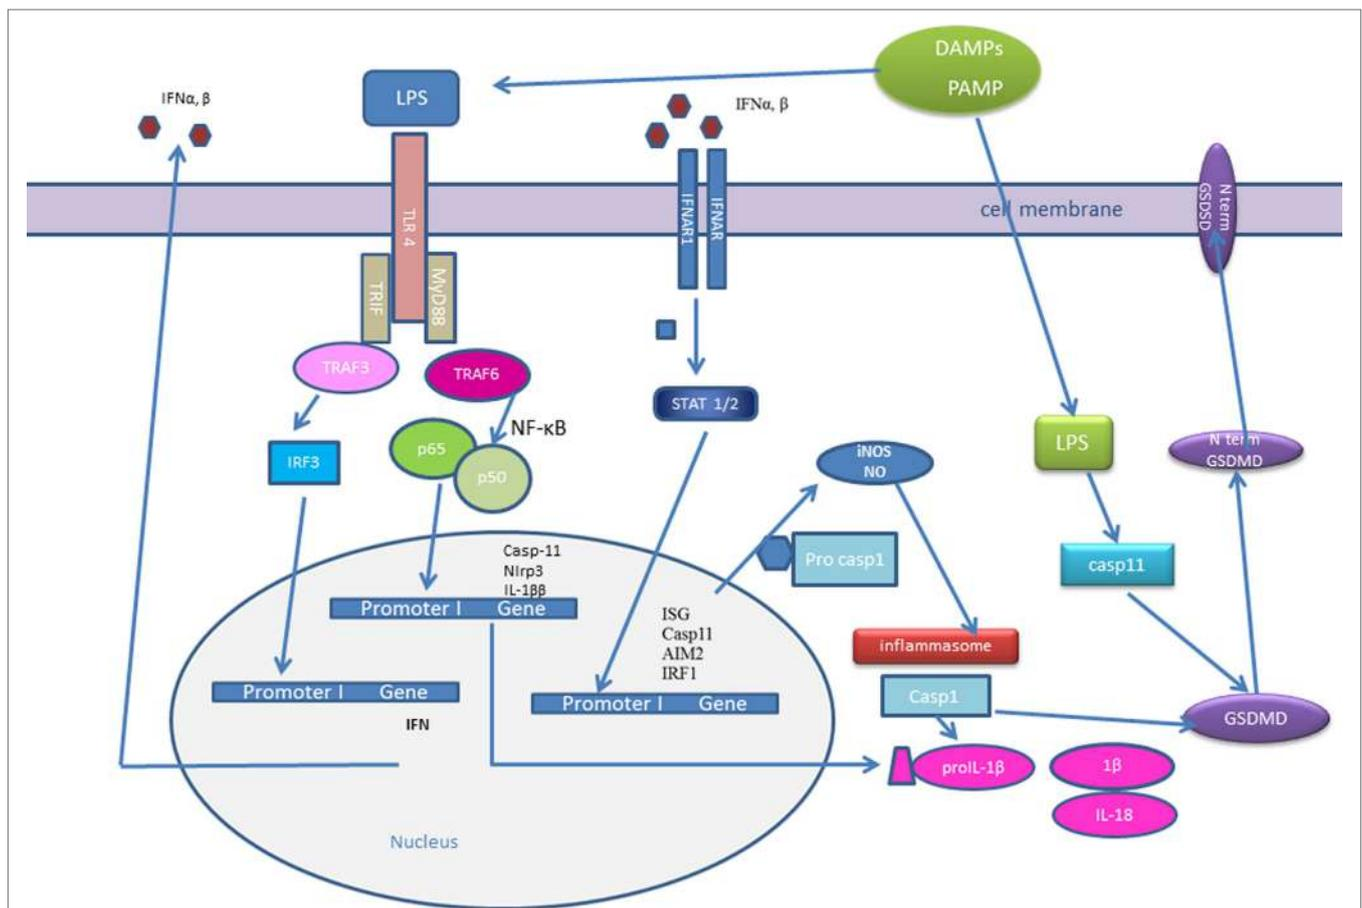 DAMPs
PAMP
IFNα, β
LPS
IFNα, β
cell membrane
N term
GSDSD
TLR 4
IFNAR1
IFNAR
TRIF
MyD88
TRAF3
TRAF6
STAT 1/2
NF-κB
p65
p50
IRF3
iNOS
NO
LPS
N term
GSDMD
Pro casp1
casp11
Casp-11
Nlrp3
IL-1ββ
Promoter I Gene
ISG
Casp11
AIM2
IRF1
inflammasome
Promoter I Gene
IFN
Promoter I Gene
Casp1
GSDMD
proIL-1β
1β
IL-18
Nucleus